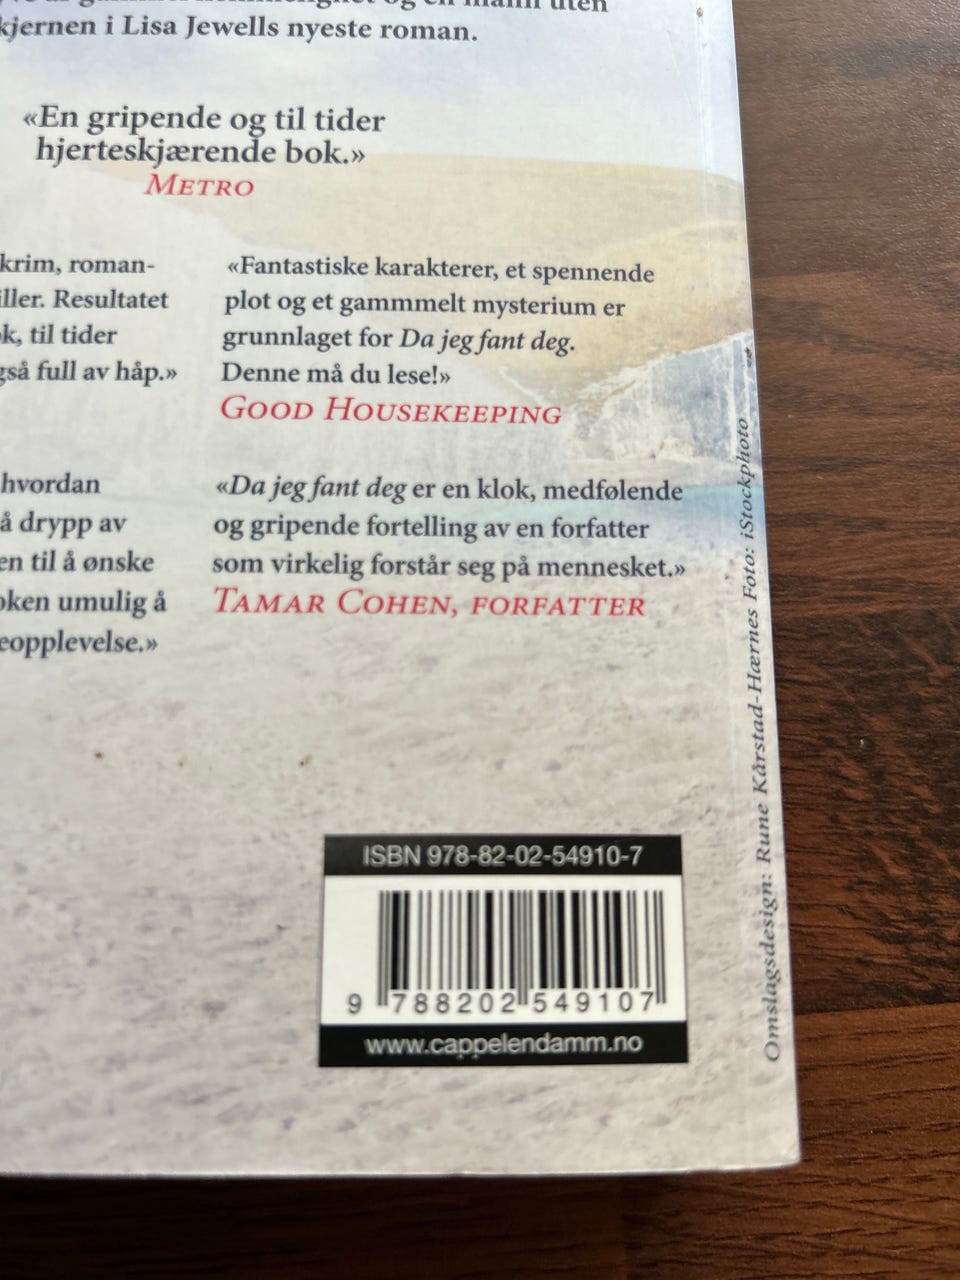 kjernen i Lisa Jewells nyeste roman.
«En gripende og til tider
hjerteskjærende bok.»
METRO
krim, roman-
iller. Resultatet
k, til tider
gså full av håp.»
«Fantastiske karakterer, et spennende
plot og et gammmelt mysterium er
grunnlaget for Da jeg fant deg.
Denne må du lese!»
GOOD HOUSEKEEPING
hvordan
å drypp av
en til å ønske
oken umulig å
eopplevelse.»
«Da jeg fant deg er en klok, medfølende
og gripende fortelling av en forfatter
som virkelig forstår seg på mennesket.»
TAMAR COHEN, FORFATTER
Omslagsdesign: Rune Kårstad-Hærnes Foto: iStockphoto
ISBN 978-82-02-54910-7
9 788202 549107
www.cappelendamm.no